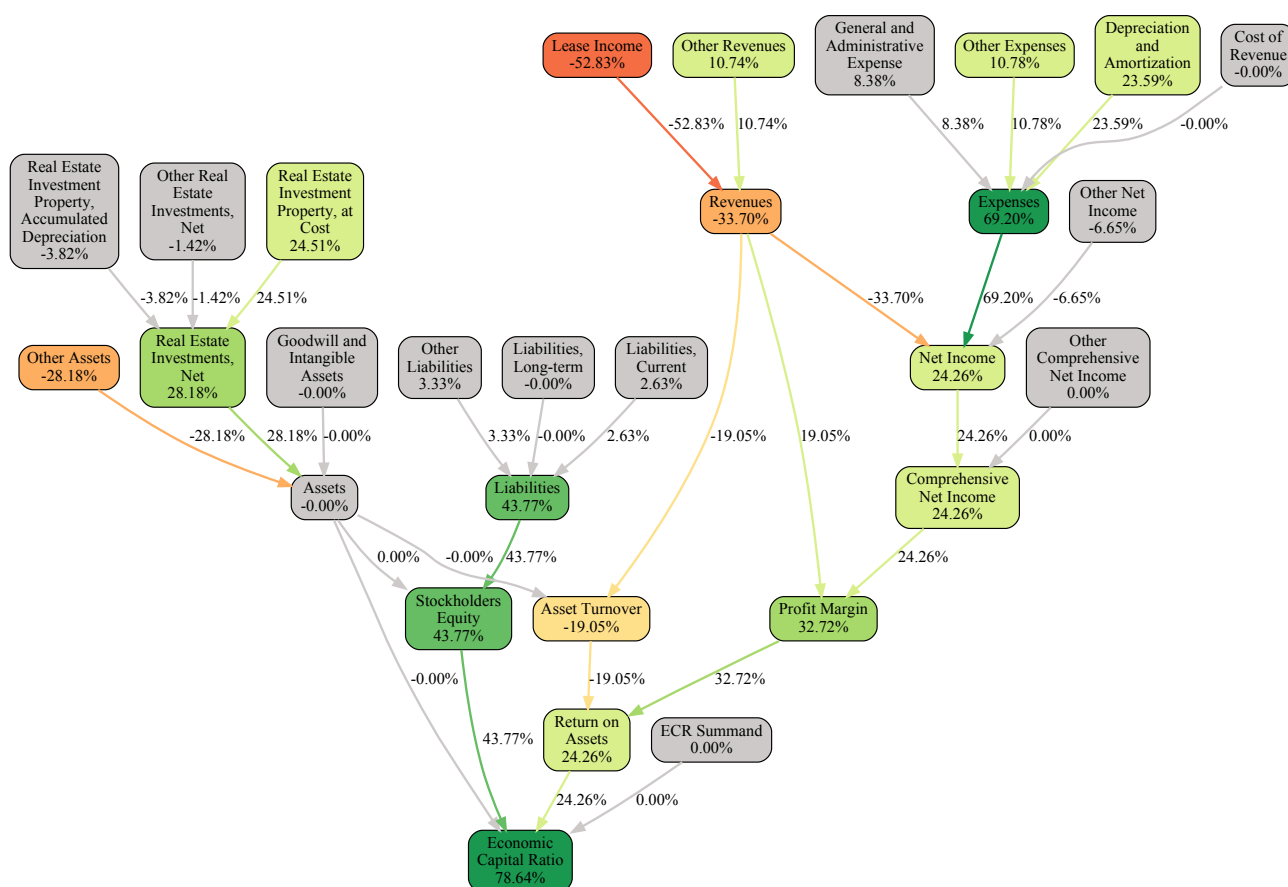 Lease Income
-52.83%
Other Revenues
10.74%
General and
Administrative
Expense
8.38%
Other Expenses
10.78%
Depreciation
and
Amortization
23.59%
Cost of
Revenue
-0.00%
-52.83%
10.74%
8.38%
10.78%
23.59%
-0.00%
Real Estate
Investment
Property,
Accumulated
Depreciation
-3.82%
Other Real
Estate
Investments,
Net
-1.42%
Real Estate
Investment
Property, at
Cost
24.51%
Revenues
-33.70%
Expenses
69.20%
Other Net
Income
-6.65%
-3.82%
-1.42%
24.51%
-33.70%
69.20%
-6.65%
Other Assets
-28.18%
Real Estate
Investments,
Net
28.18%
Goodwill and
Intangible
Assets
-0.00%
Other
Liabilities
3.33%
Liabilities,
Long-term
-0.00%
Liabilities,
Current
2.63%
Net Income
24.26%
Other
Comprehensive
Net Income
0.00%
-28.18%
28.18%
-0.00%
3.33%
-0.00%
2.63%
-19.05%
19.05%
24.26%
0.00%
Assets
-0.00%
Liabilities
43.77%
Comprehensive
Net Income
24.26%
0.00%
-0.00%
43.77%
24.26%
Stockholders
Equity
43.77%
Asset Turnover
-19.05%
Profit Margin
32.72%
-0.00%
-19.05%
32.72%
43.77%
Return on
Assets
24.26%
ECR Summand
0.00%
24.26%
0.00%
Economic
Capital Ratio
78.64%